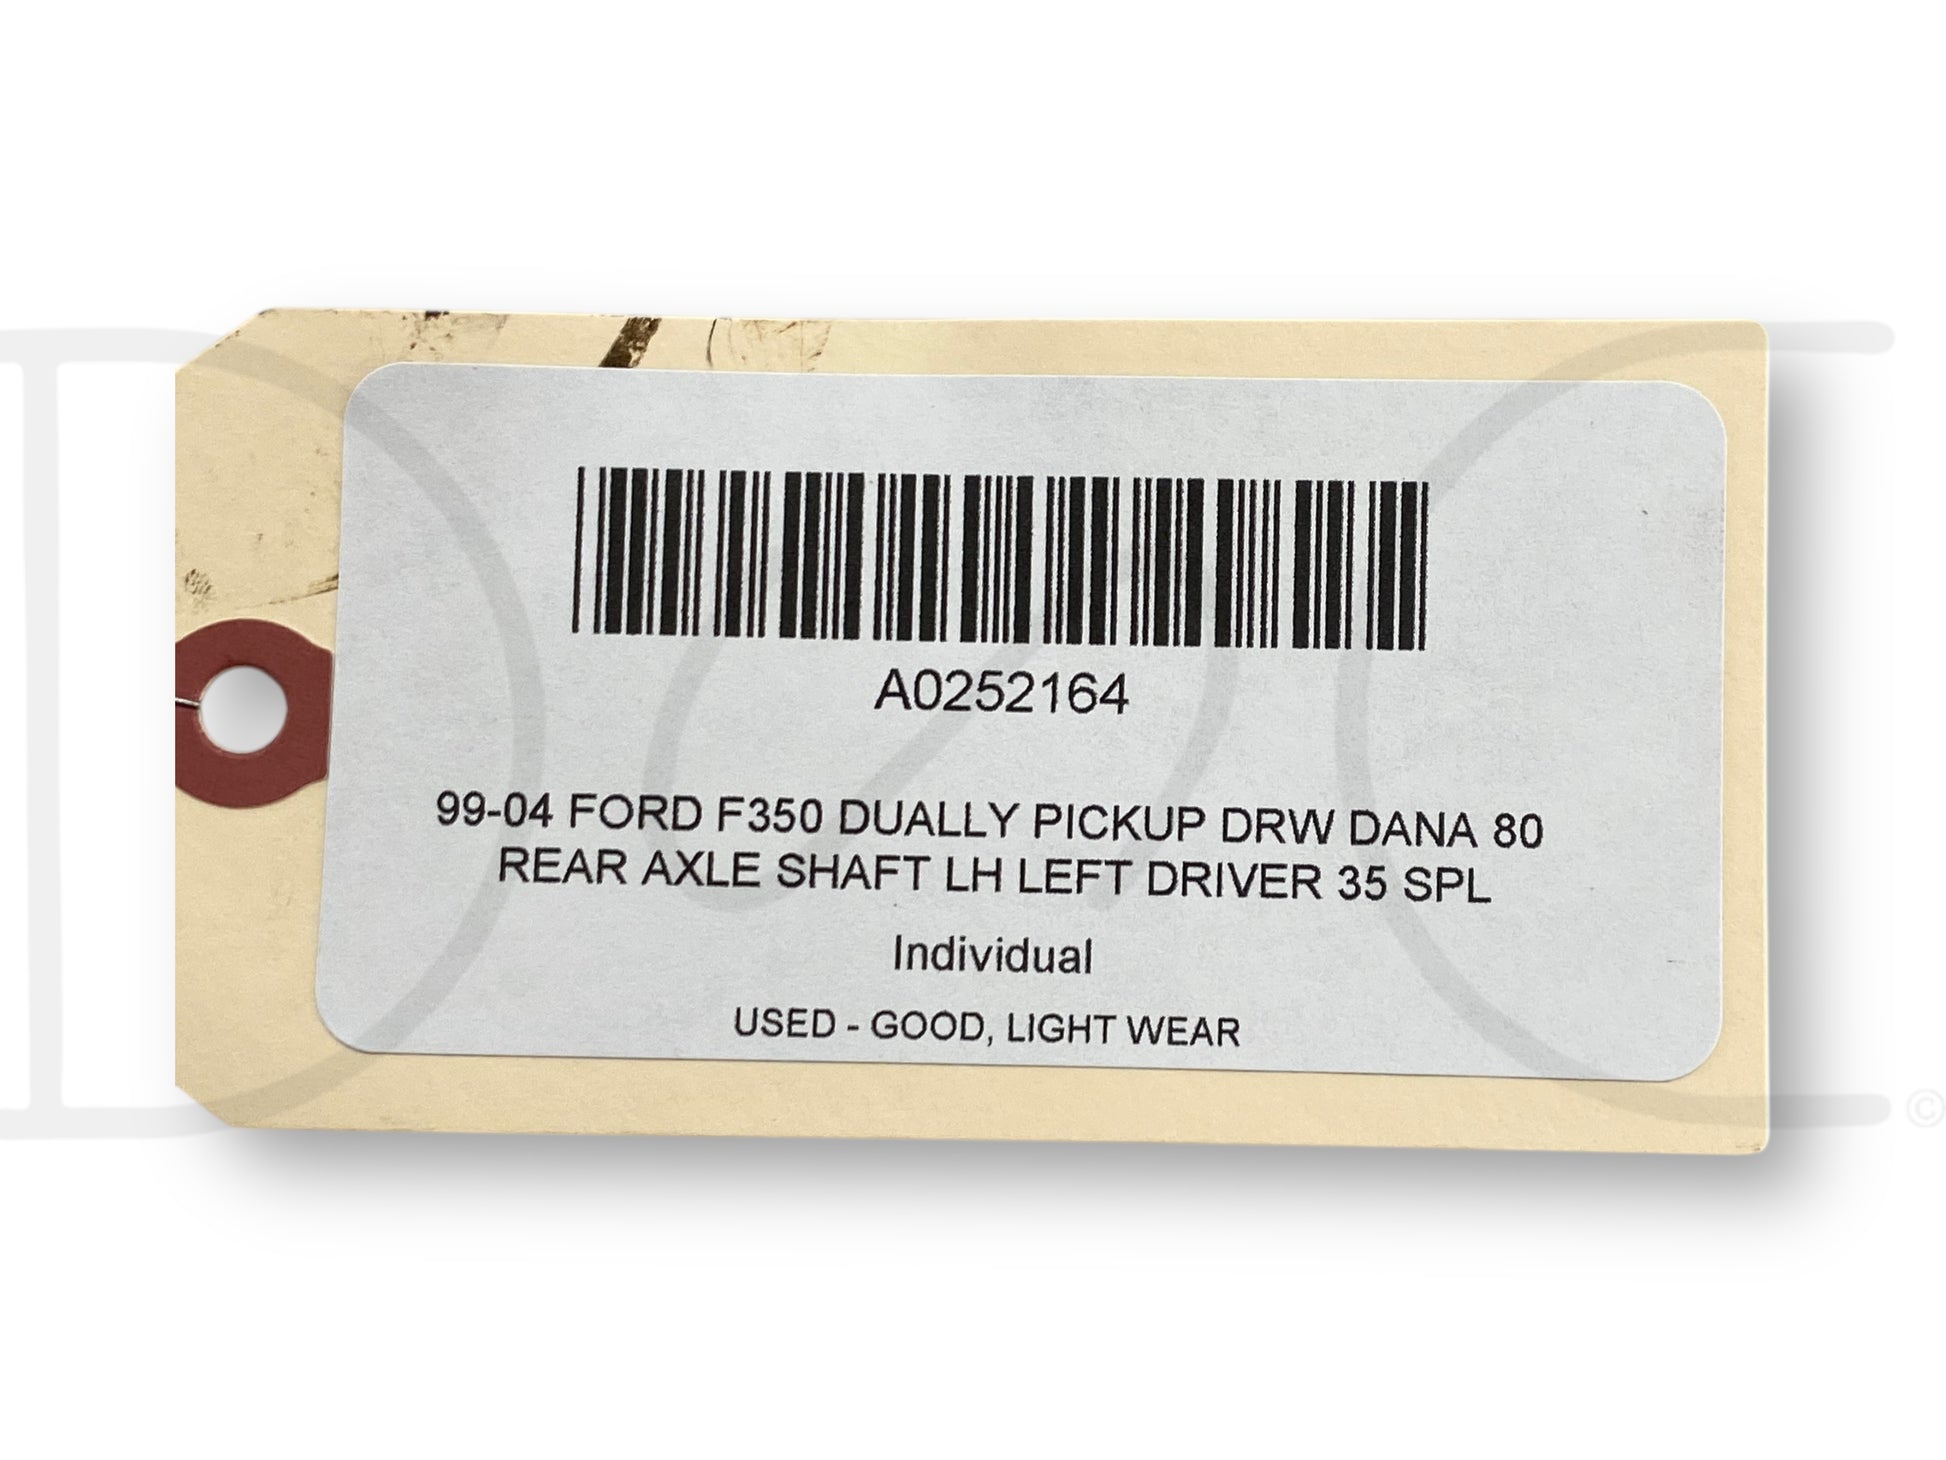 A0252164
99-04 FORD F350 DUALLY PICKUP DRW DANA 80
REAR AXLE SHAFT LH LEFT DRIVER 35 SPL
Individual
USED - GOOD, LIGHT WEAR
©